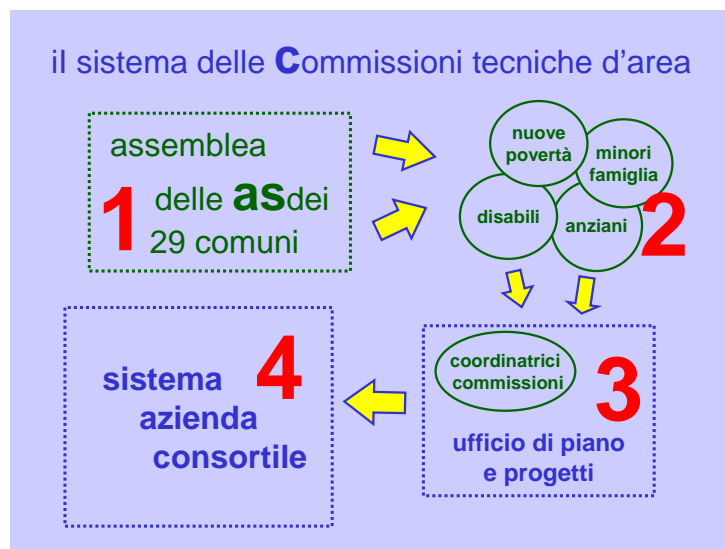 il sistema delle Commissioni tecniche d'area
assemblea
1
delle as dei
29 comuni
nuove
povertà
minori
famiglia
disabili
anziani
2
coordinatrici
commissioni
3
ufficio di piano
e progetti
sistema
4
azienda
consortile